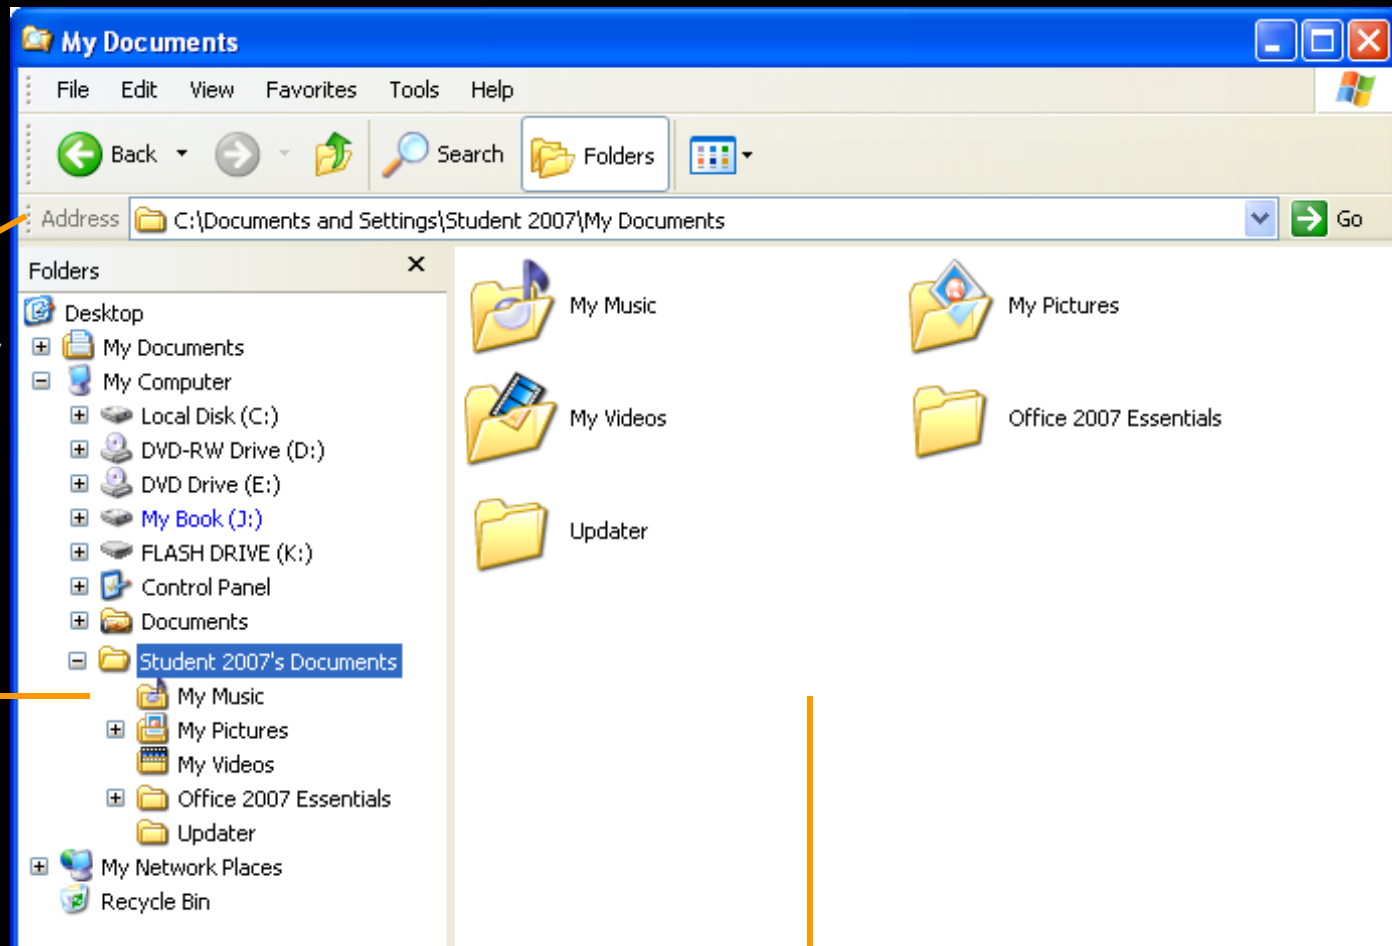 My Documents
File Edit View Favorites Tools Help
Back Search Folders
Address C:\Documents and Settings\Student 2007\My Documents Go
Folders
Desktop
My Documents
My Computer
Local Disk (C:)
DVD-RW Drive (D:)
DVD Drive (E:)
My Book (J:)
FLASH DRIVE (K:)
Control Panel
Documents
Student 2007's Documents
My Music
My Pictures
My Videos
Office 2007 Essentials
Updater
My Network Places
Recycle Bin
My Music My Pictures
My Videos Office 2007 Essentials
Updater